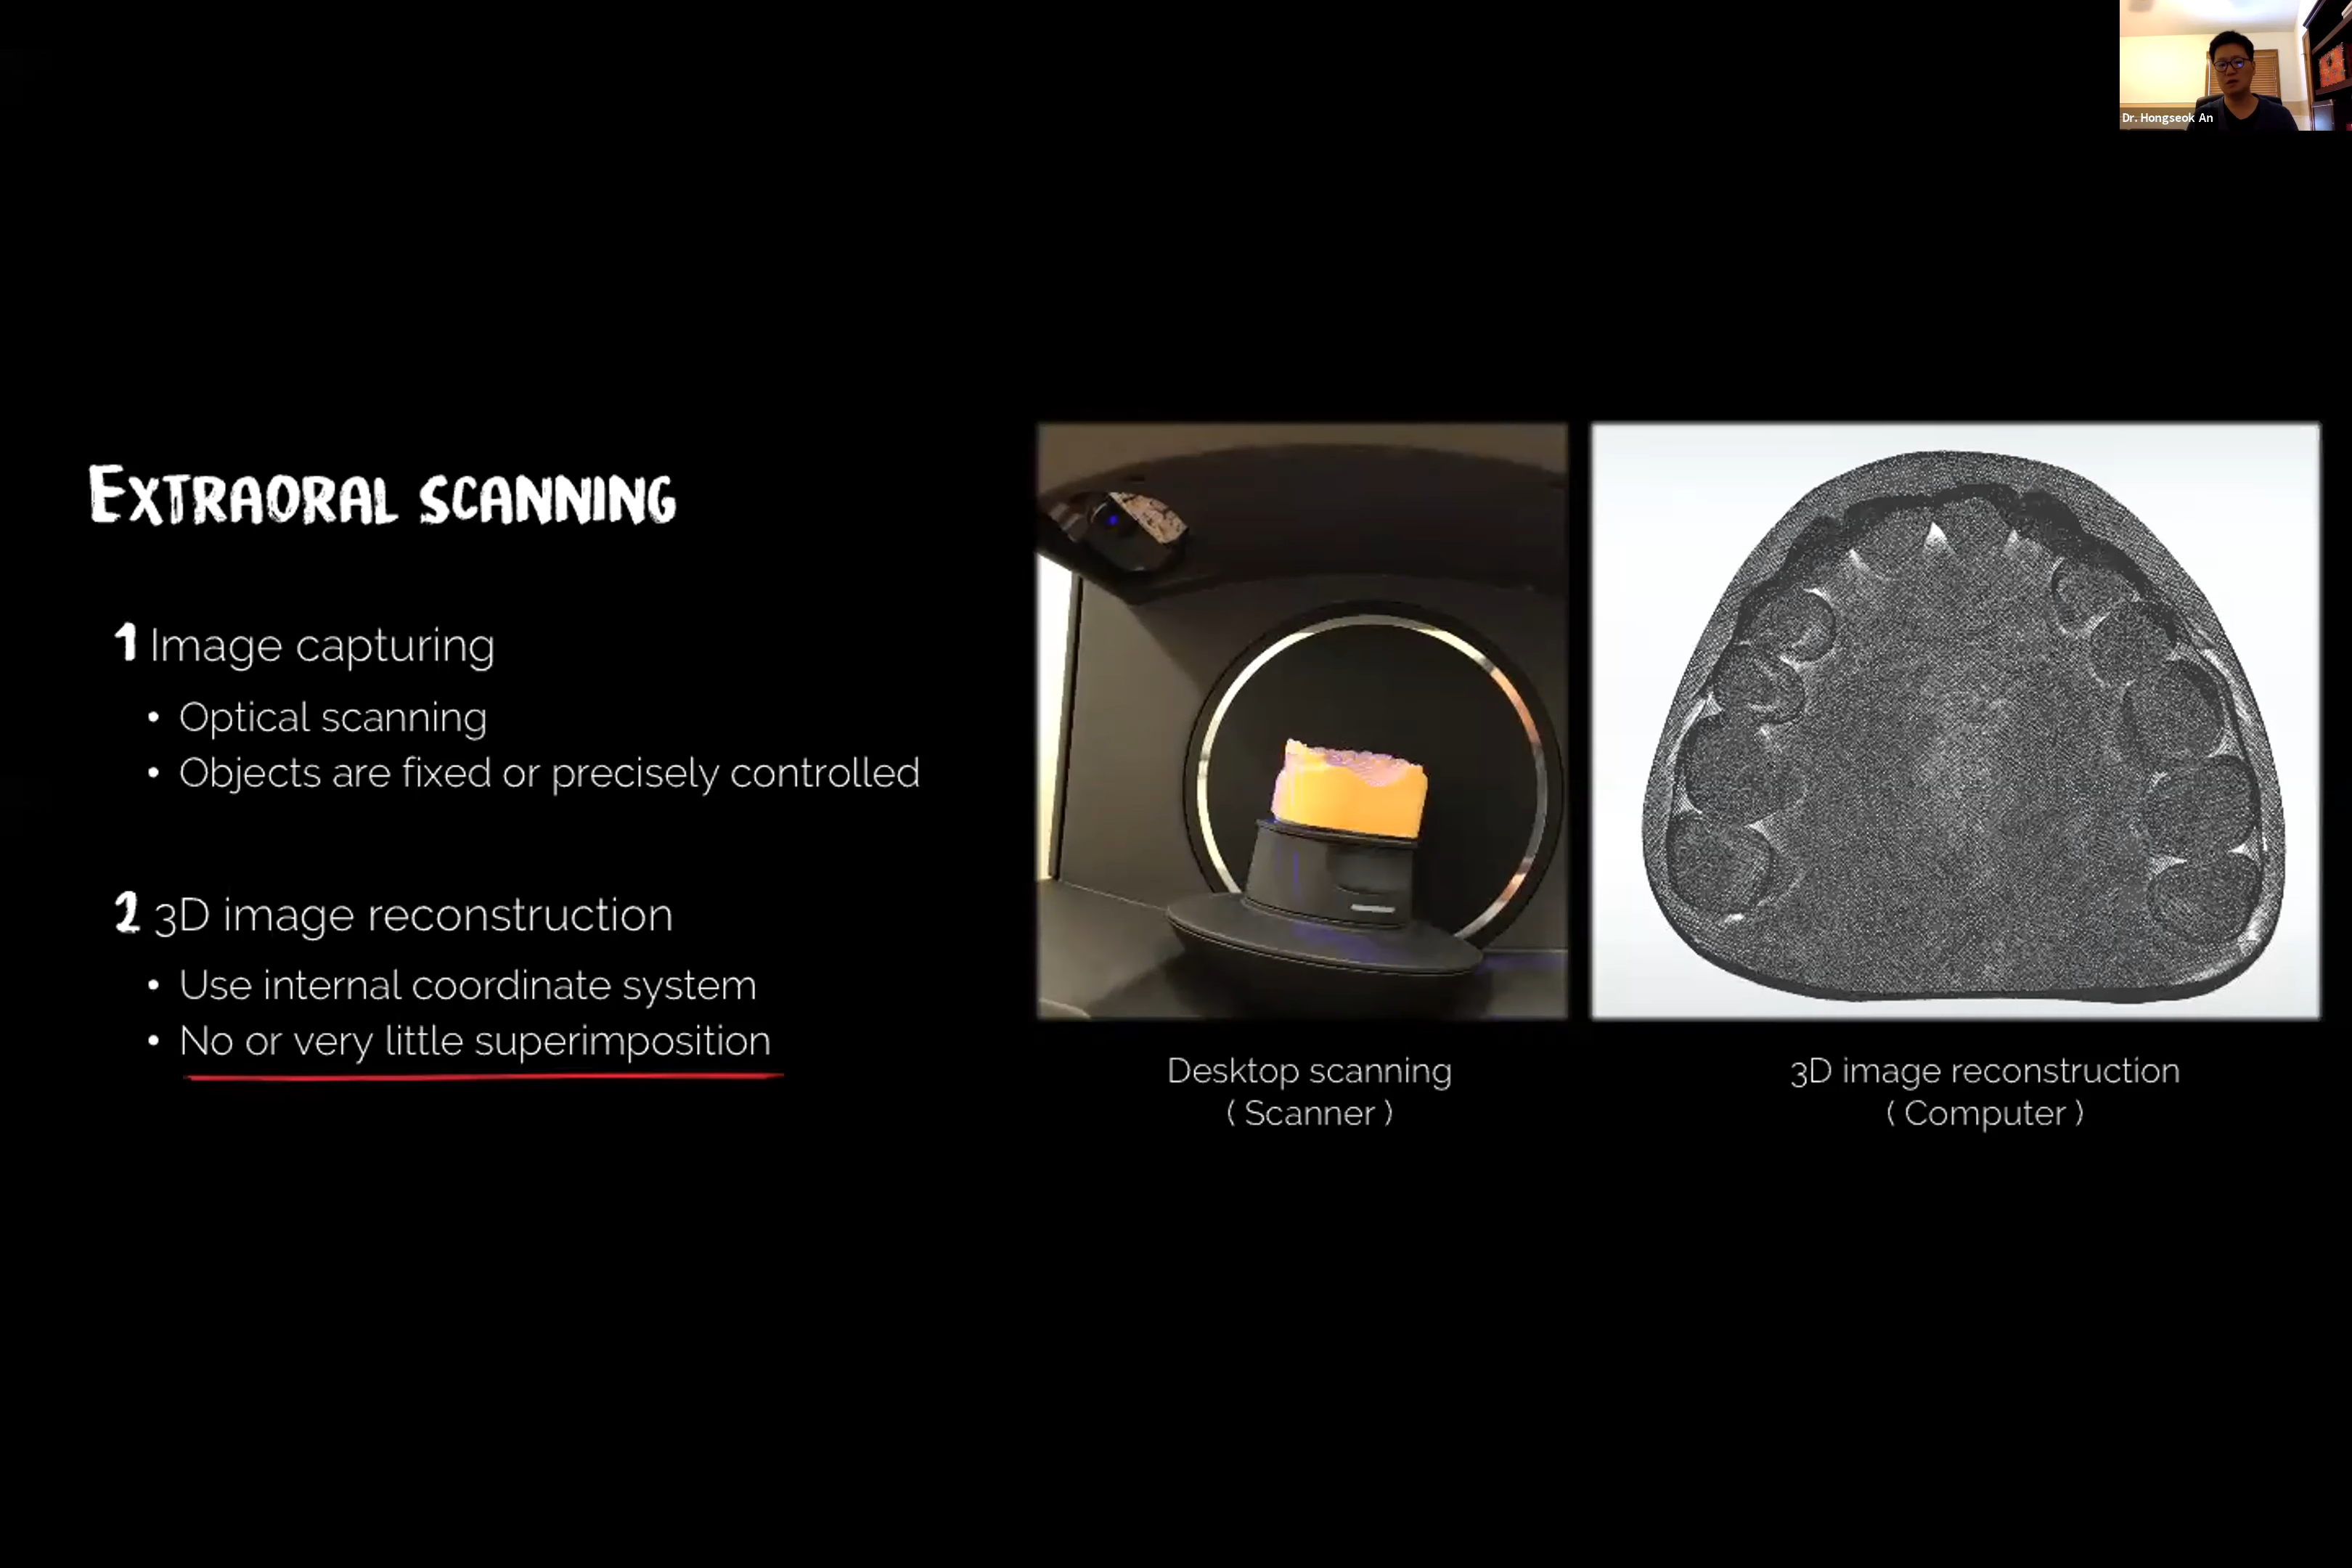 Dr. Hongseok An
EXTRAORAL SCANNING
1 Image capturing
• Optical scanning
• Objects are fixed or precisely controlled
2 3D image reconstruction
• Use internal coordinate system
• No or very little superimposition
Desktop scanning
( Scanner )
3D image reconstruction
( Computer )